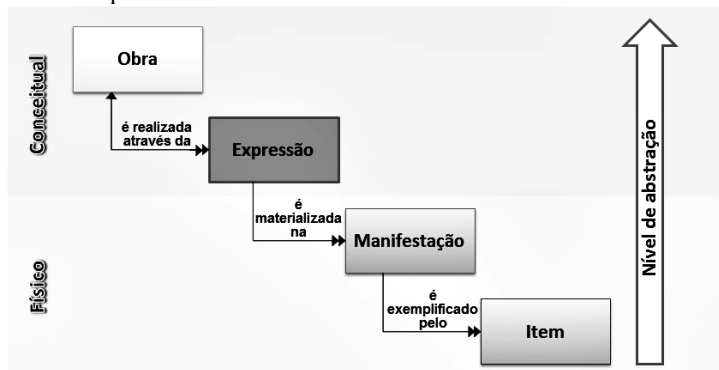 Obra
é realizada
através da
Expressão
é
materializada
na
Manifestação
é
exemplificado
pelo
Item
Conceitual
Físico
Nível de abstração